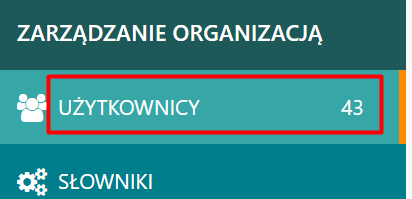 ZARZĄDZANIE ORGANIZACJĄ
UŻYTKOWNICY 43
SŁOWNIKI